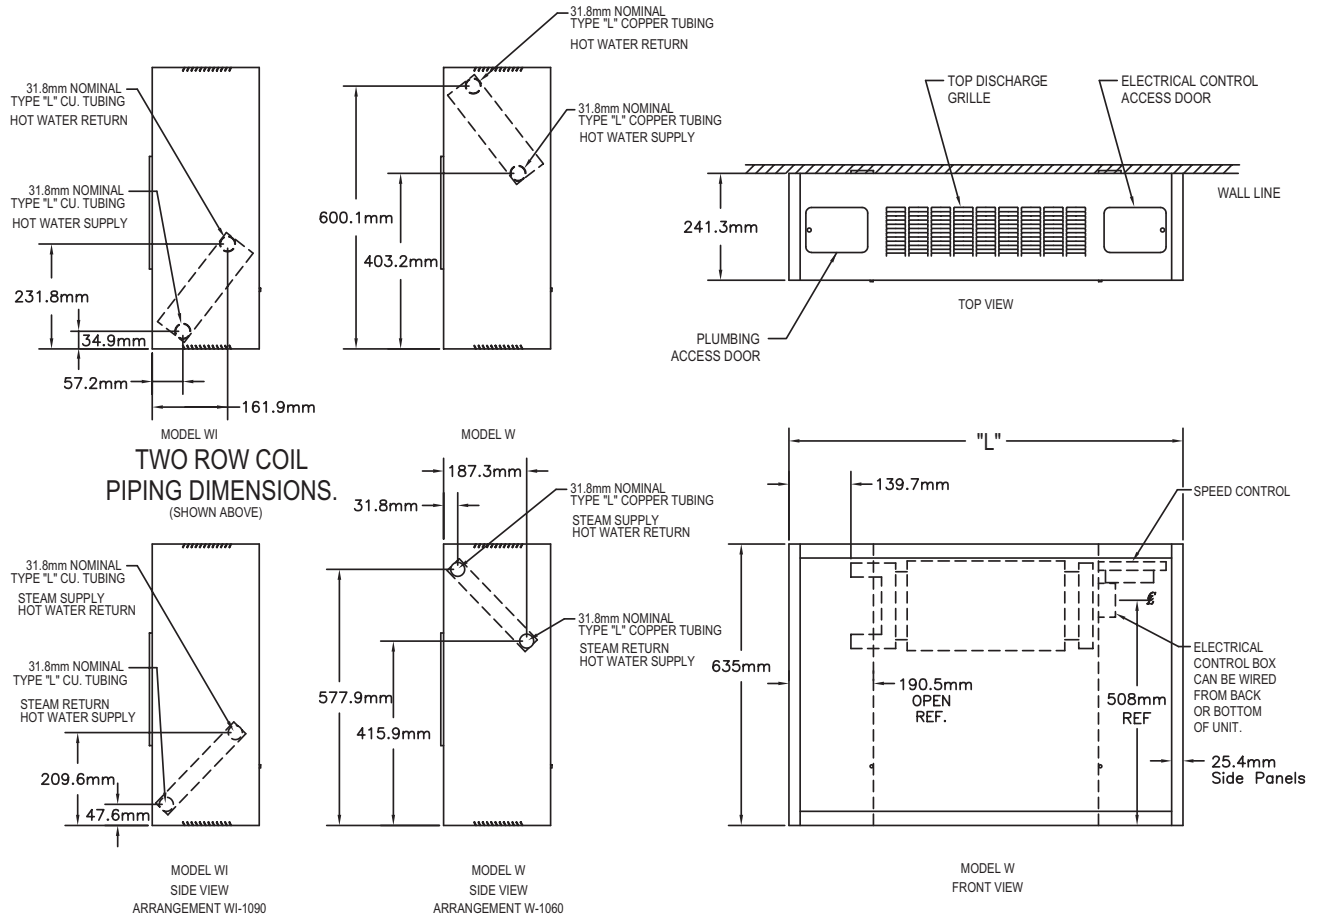 31.8mm NOMINAL
TYPE "L" CU. TUBING
HOT WATER RETURN
31.8mm NOMINAL
TYPE "L" CU. TUBING
HOT WATER SUPPLY
231.8mm
34.9mm
57.2mm
161.9mm
MODEL WI
31.8mm NOMINAL
TYPE "L" COPPER TUBING
HOT WATER RETURN
31.8mm NOMINAL
TYPE "L" COPPER TUBING
HOT WATER SUPPLY
600.1mm
403.2mm
MODEL W
TWO ROW COIL
PIPING DIMENSIONS.
(SHOWN ABOVE)
TOP DISCHARGE
GRILLE
ELECTRICAL CONTROL
ACCESS DOOR
WALL LINE
241.3mm
TOP VIEW
PLUMBING
ACCESS DOOR
31.8mm NOMINAL
TYPE "L" CU. TUBING
STEAM SUPPLY
HOT WATER RETURN
31.8mm NOMINAL
TYPE "L" CU. TUBING
STEAM RETURN
HOT WATER SUPPLY
209.6mm
47.6mm
MODEL WI
SIDE VIEW
ARRANGEMENT WI-1090
187.3mm
31.8mm
31.8mm NOMINAL
TYPE "L" COPPER TUBING
STEAM SUPPLY
HOT WATER RETURN
31.8mm NOMINAL
TYPE "L" COPPER TUBING
STEAM RETURN
HOT WATER SUPPLY
577.9mm
415.9mm
MODEL W
SIDE VIEW
ARRANGEMENT W-1060
"L"
139.7mm
SPEED CONTROL
635mm
190.5mm
OPEN
REF.
508mm
REF
ELECTRICAL
CONTROL BOX
CAN BE WIRED
FROM BACK
OR BOTTOM
OF UNIT.
25.4mm
Side Panels
MODEL W
FRONT VIEW